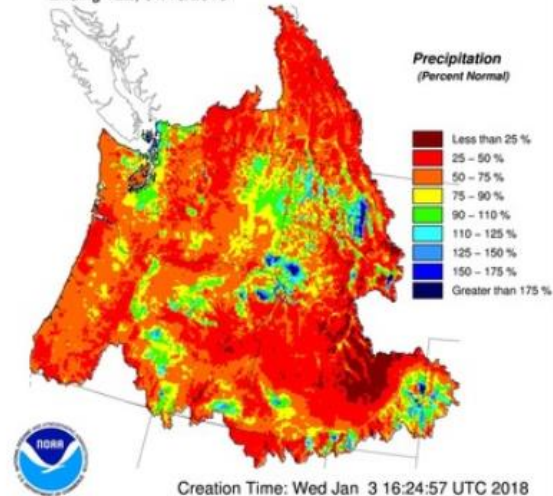 Precipitation
(Percent Normal)
Less than 25 %
25 – 50 %
50 – 75 %
75 – 90 %
90 – 110 %
110 – 125 %
125 – 150 %
150 – 175 %
Greater than 175 %
NOAA
Creation Time: Wed Jan 3 16:24:57 UTC 2018